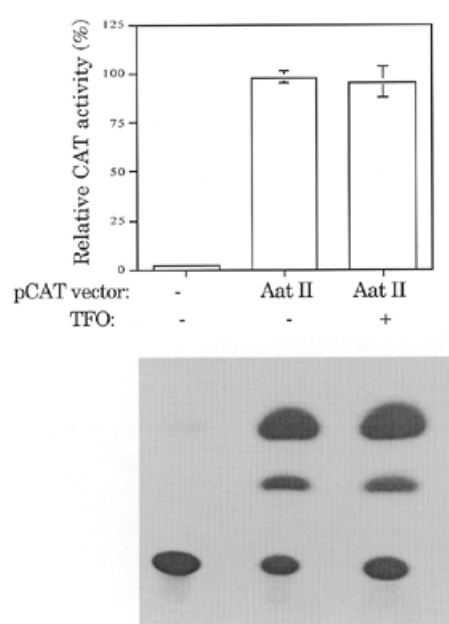 Relative CAT activity (%)
125
100
75
50
25
0
pCAT vector: - Aat II Aat II
TFO: - - +